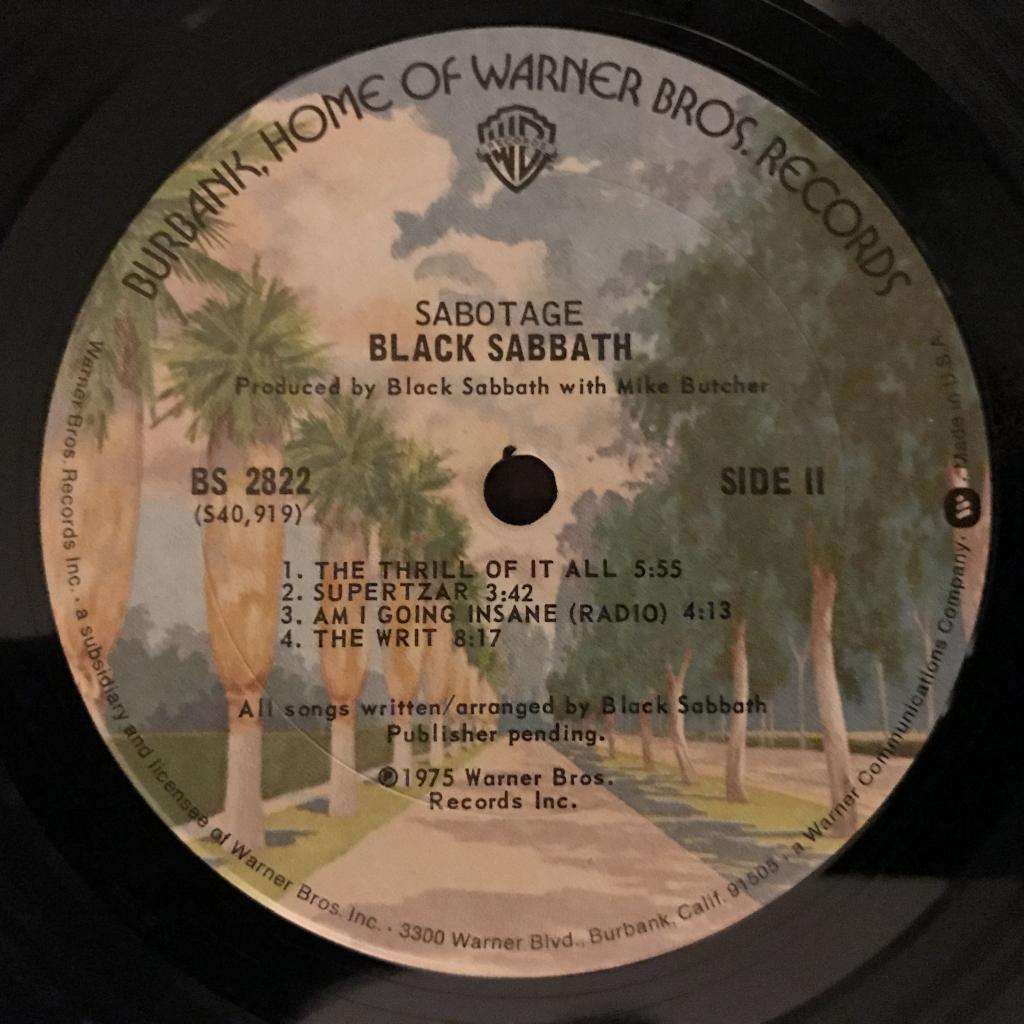 BURBANK, HOME OF WARNER BROS. RECORDS
SABOTAGE
BLACK SABBATH
Produced by Black Sabbath with Mike Butcher
BS 2822
(S40,919)
SIDE II
1. THE THRILL OF IT ALL 5:55
2. SUPERTZAR 3:42
3. AM I GOING INSANE (RADIO) 4:13
4. THE WRIT 8:17
All songs written/arranged by Black Sabbath
Publisher pending.
℗1975 Warner Bros.
Records Inc.
Warner Bros. Records Inc. · a subsidiary and licensee of Warner Bros. Inc. · 3300 Warner Blvd., Burbank, Calif. 91505 · a Warner Communications Company · Made in U.S.A.